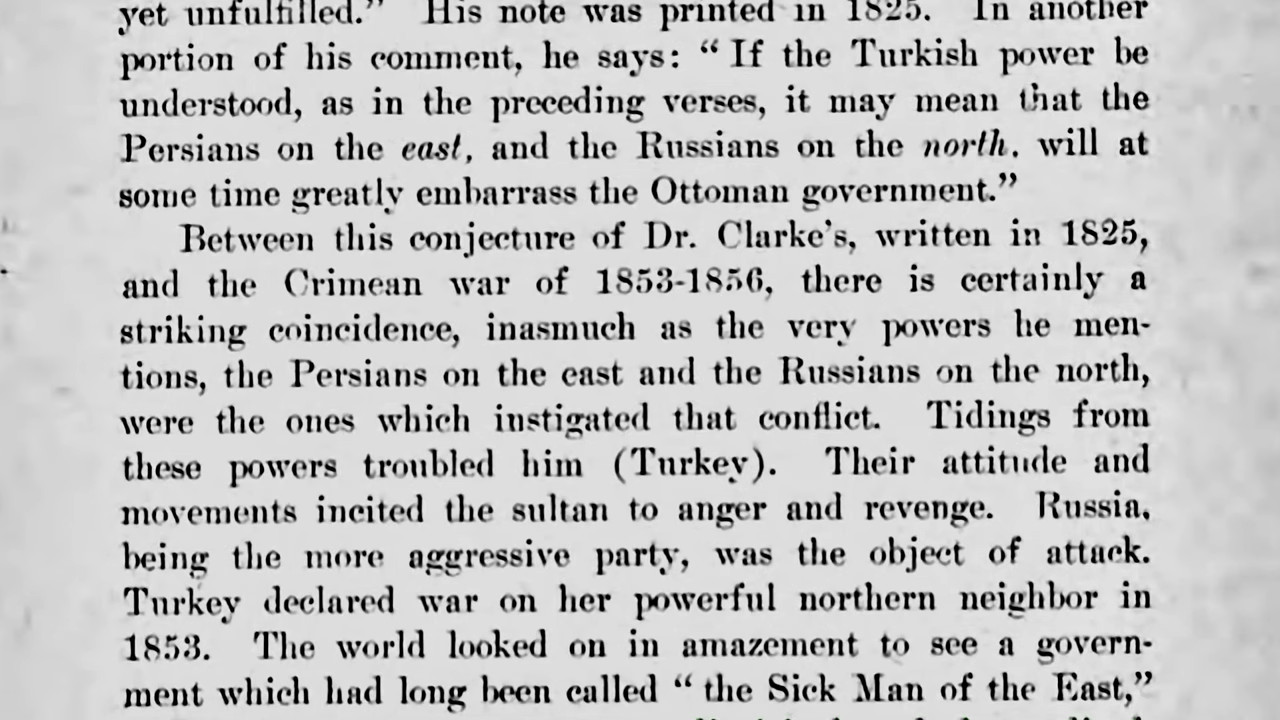 yet unfulfilled.” His note was printed in 1825. In another
portion of his comment, he says: “ If the Turkish power be
understood, as in the preceding verses, it may mean that the
Persians on the east, and the Russians on the north, will at
some time greatly embarrass the Ottoman government.”
Between this conjecture of Dr. Clarke’s, written in 1825,
and the Crimean war of 1853-1856, there is certainly a
striking coincidence, inasmuch as the very powers he men-
tions, the Persians on the east and the Russians on the north,
were the ones which instigated that conflict. Tidings from
these powers troubled him (Turkey). Their attitude and
movements incited the sultan to anger and revenge. Russia,
being the more aggressive party, was the object of attack.
Turkey declared war on her powerful northern neighbor in
1853. The world looked on in amazement to see a govern-
ment which had long been called “ the Sick Man of the East,”